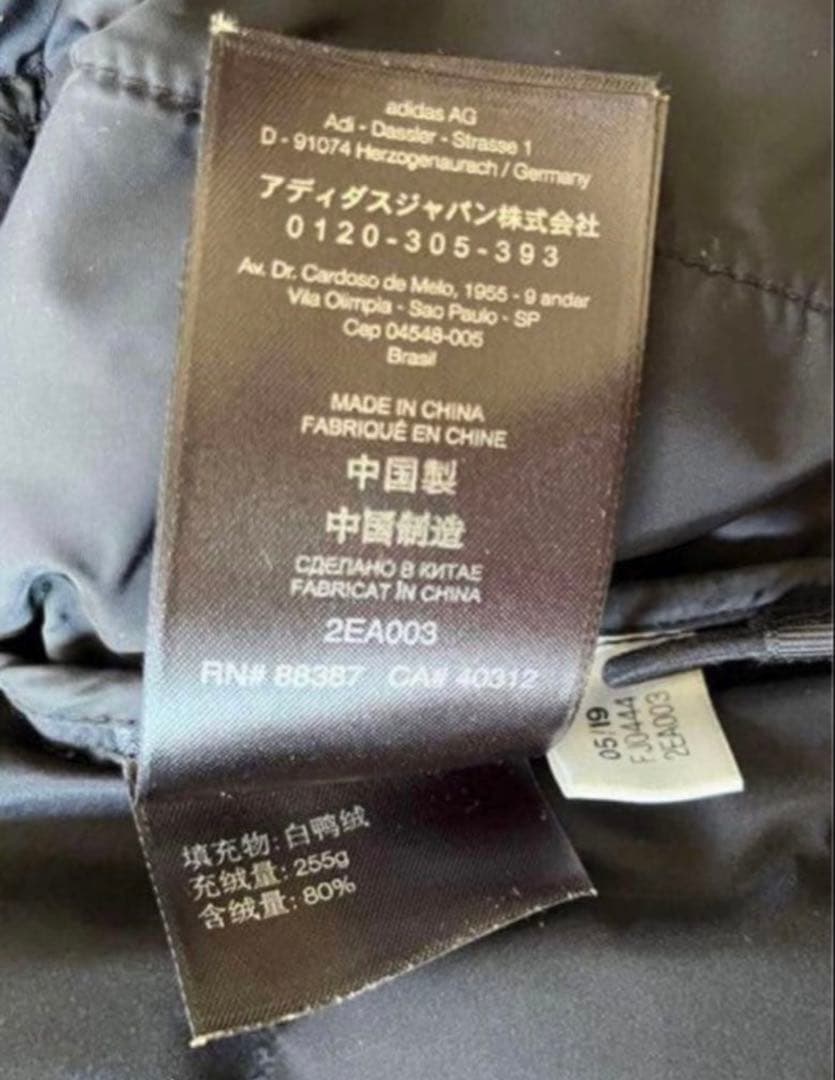 adidas AG
Adi - Dassler - Strasse 1
D - 91074 Herzogenaurach / Germany
アディダスジャパン株式会社
0120-305-393
Av. Dr. Cardoso de Melo, 1955 - 9 andar
Vila Olimpia - Sao Paulo - SP
Cep 04548-005
Brasil
MADE IN CHINA
FABRIQUÉ EN CHINE
中国製
中国制造
СДЕЛАНО В КИТАЕ
FABRICAT ÎN CHINA
2EA003
RN# 88387 CA# 40312
05/19
FJ0444
2EA003
填充物: 白鸭绒
充绒量: 255g
含绒量: 80%